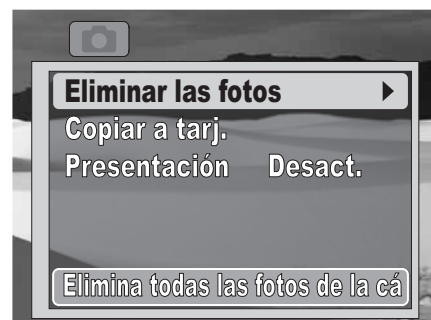 Eliminar las fotos
Copiar a tarj.
Presentación Desact.
Elimina todas las fotos de la cá